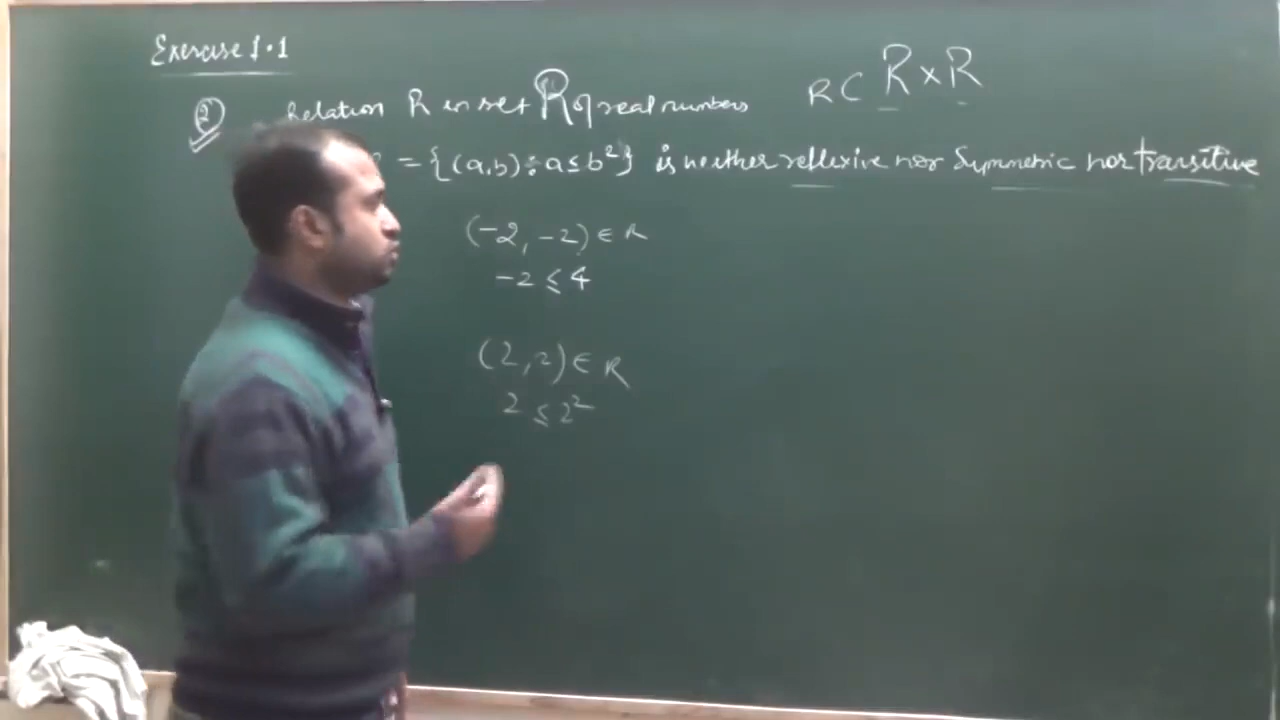 Exercise 1.1
R ⊂ R × R
② Relation R in set R of real numbers
= {(a,b) : a ≤ b²} is neither reflexive nor Symmetric nor transitive
(-2, -2) ∈ R
-2 ≤ 4
(2, 2) ∈ R
2 ≤ 2²